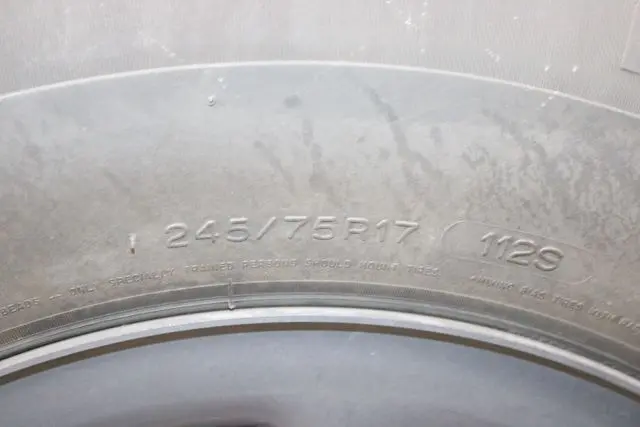 245/75R17 112S
ONLY SPECIALLY TRAINED PERSONS SHOULD MOUNT TIRES